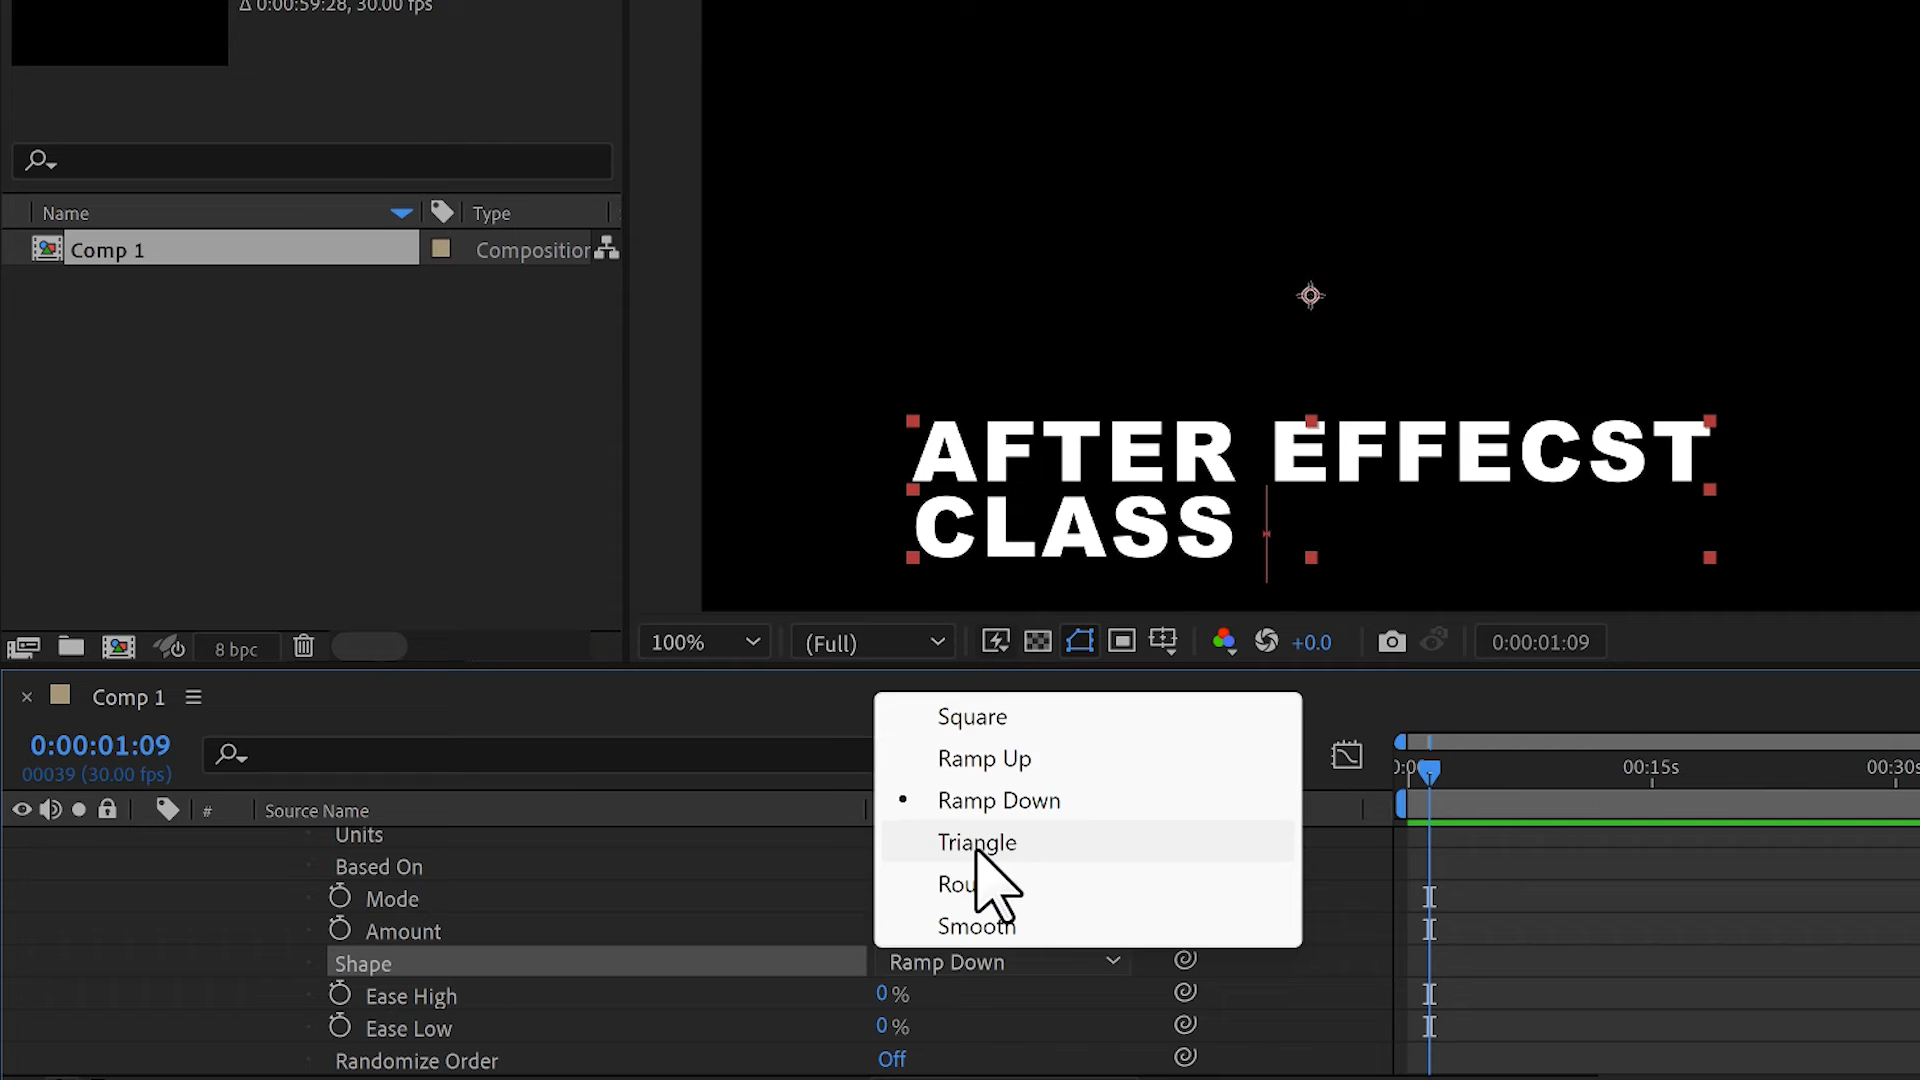 Δ 0:00:59:28, 30.00 fps
Name
Type
Comp 1
Composition
AFTER EFFECST
CLASS
8 bpc
100%
(Full)
+0.0
0:00:01:09
Comp 1
0:00:01:09
00039 (30.00 fps)
#
Source Name
Square
Ramp Up
Ramp Down
Triangle
Rou
Smooth
00:15s
00:30s
Units
Based On
Mode
Amount
Shape
Ramp Down
Ease High
0 %
Ease Low
0 %
Randomize Order
Off